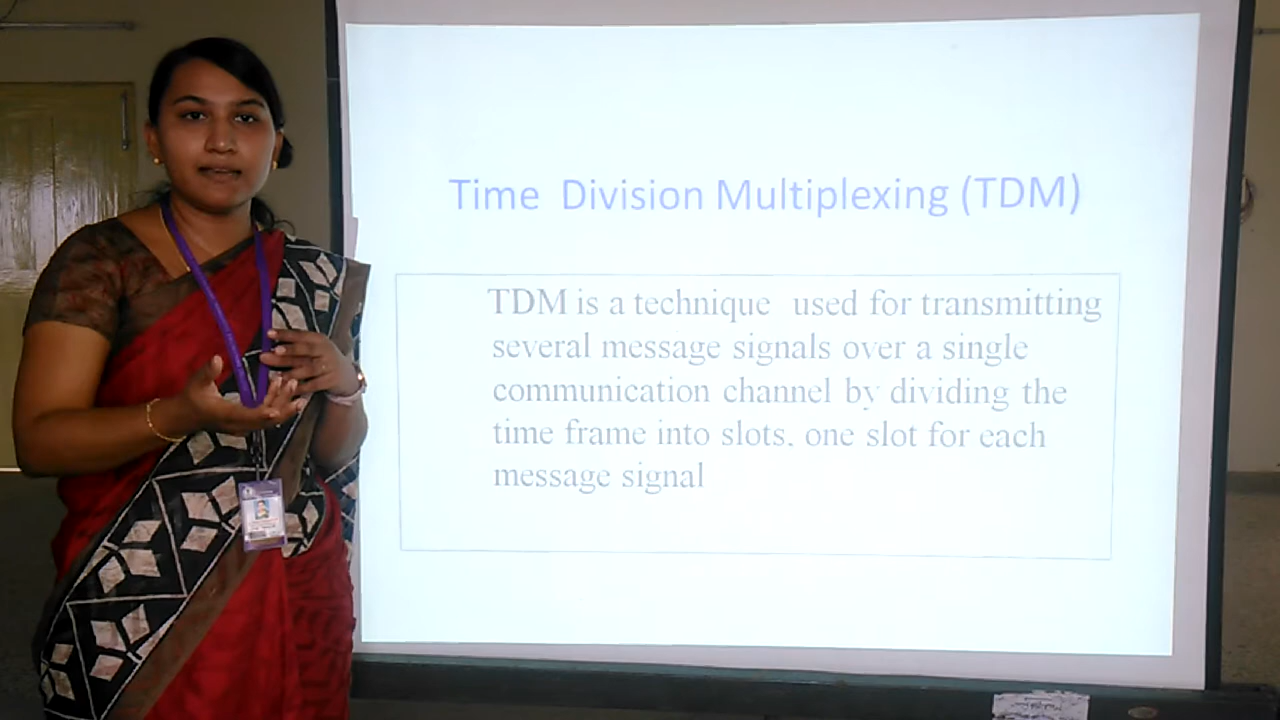 Time Division Multiplexing (TDM)
TDM is a technique used for transmitting
several message signals over a single
communication channel by dividing the
time frame into slots. one slot for each
message signal